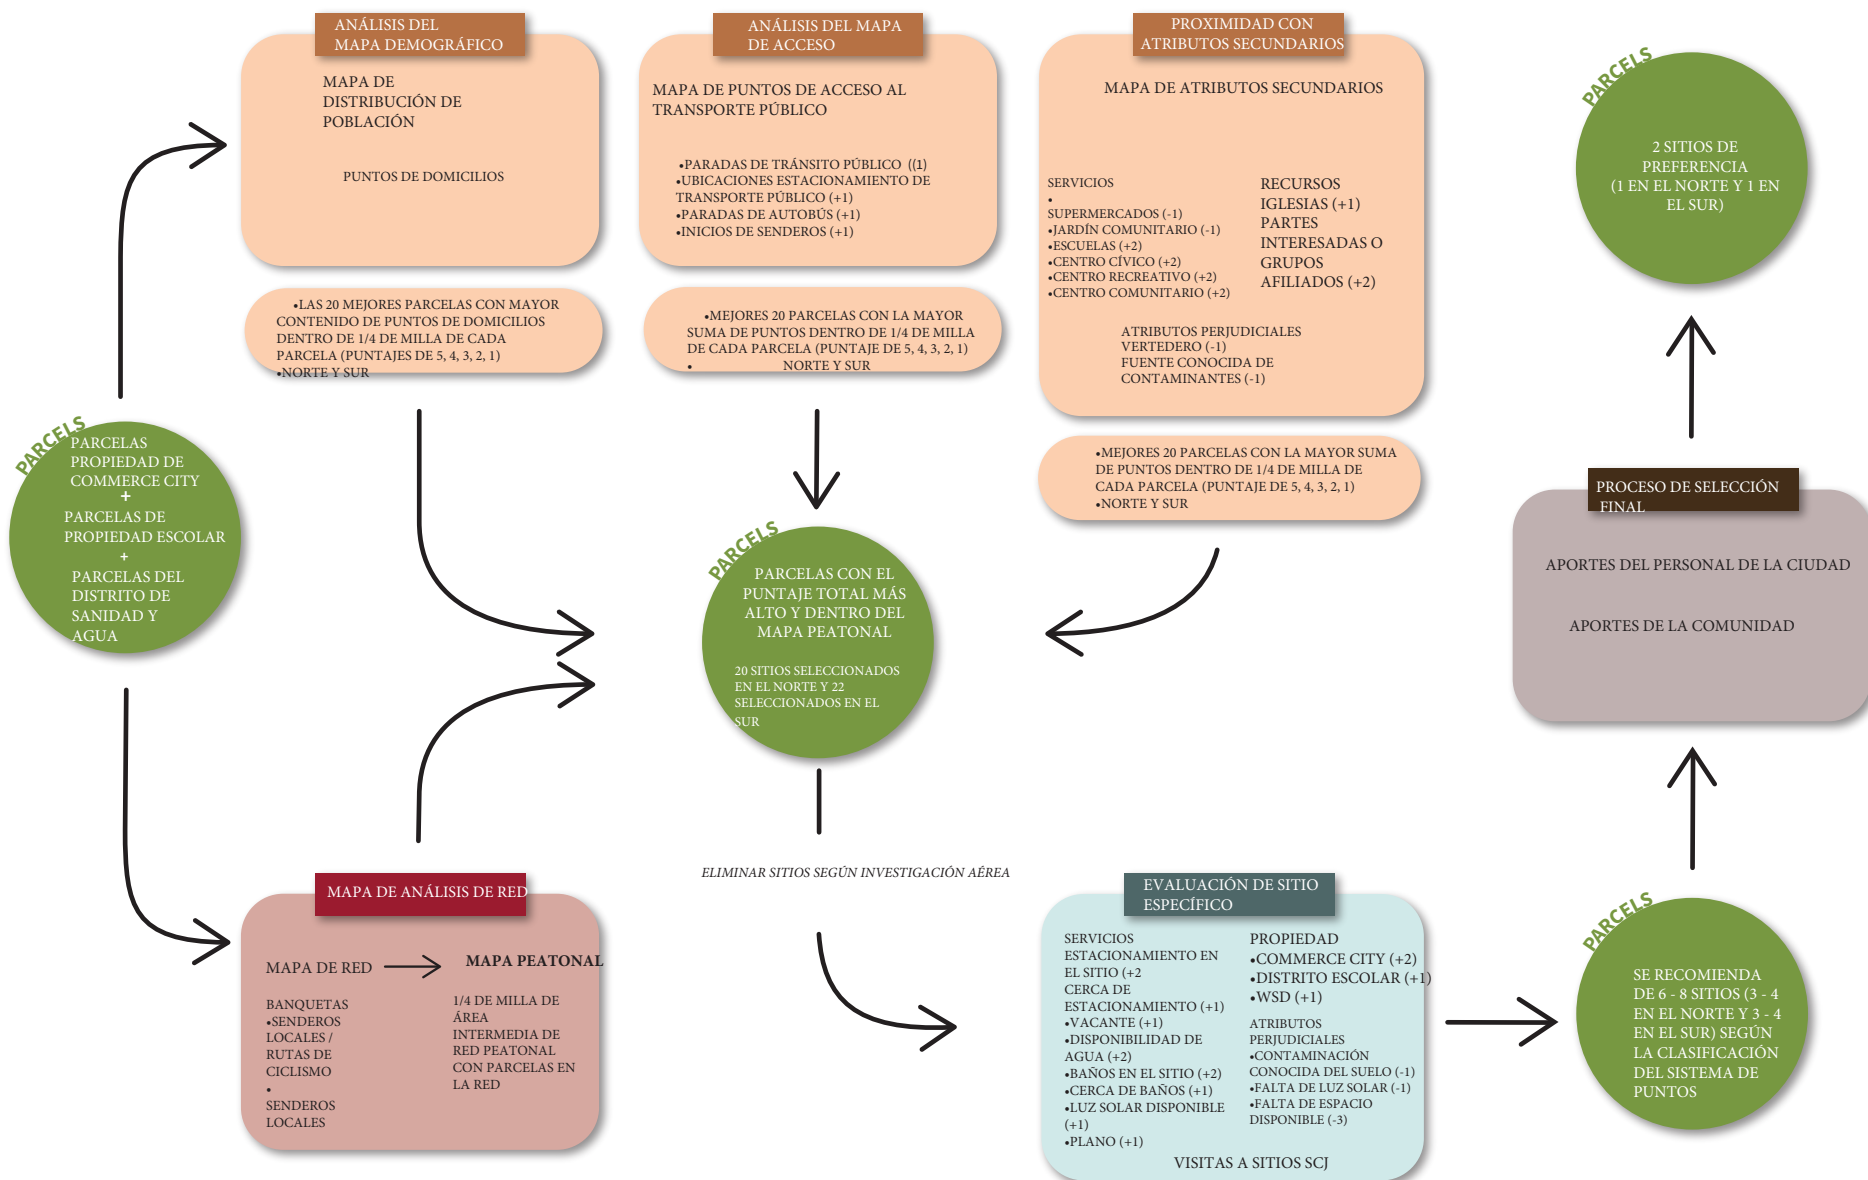 PARCELS
PARCELAS
PROPIEDAD DE
COMMERCE CITY
+
PARCELAS DE
PROPIEDAD ESCOLAR
+
PARCELAS DEL
DISTRITO DE
SANIDAD Y
AGUA
ANÁLISIS DEL
MAPA DEMOGRÁFICO
MAPA DE
DISTRIBUCIÓN DE
POBLACIÓN
PUNTOS DE DOMICILIOS
•LAS 20 MEJORES PARCELAS CON MAYOR
CONTENIDO DE PUNTOS DE DOMICILIOS
DENTRO DE 1/4 DE MILLA DE CADA
PARCELA (PUNTAJES DE 5, 4, 3, 2, 1)
•NORTE Y SUR
ANÁLISIS DEL MAPA
DE ACCESO
MAPA DE PUNTOS DE ACCESO AL
TRANSPORTE PÚBLICO
•PARADAS DE TRÁNSITO PÚBLICO ((1)
•UBICACIONES ESTACIONAMIENTO DE
TRANSPORTE PÚBLICO (+1)
•PARADAS DE AUTOBÚS (+1)
•INICIOS DE SENDEROS (+1)
•MEJORES 20 PARCELAS CON LA MAYOR
SUMA DE PUNTOS DENTRO DE 1/4 DE MILLA
DE CADA PARCELA (PUNTAJE DE 5, 4, 3, 2, 1)
• NORTE Y SUR
PROXIMIDAD CON
ATRIBUTOS SECUNDARIOS
MAPA DE ATRIBUTOS SECUNDARIOS
SERVICIOS
•
SUPERMERCADOS (-1)
•JARDÍN COMUNITARIO (-1)
•ESCUELAS (+2)
•CENTRO CÍVICO (+2)
•CENTRO RECREATIVO (+2)
•CENTRO COMUNITARIO (+2)
RECURSOS
IGLESIAS (+1)
PARTES
INTERESADAS O
GRUPOS
AFILIADOS (+2)
ATRIBUTOS PERJUDICIALES
VERTEDERO (-1)
FUENTE CONOCIDA DE
CONTAMINANTES (-1)
•MEJORES 20 PARCELAS CON LA MAYOR SUMA
DE PUNTOS DENTRO DE 1/4 DE MILLA DE
CADA PARCELA (PUNTAJE DE 5, 4, 3, 2, 1)
•NORTE Y SUR
MAPA DE ANÁLISIS DE RED
MAPA DE RED
MAPA PEATONAL
BANQUETAS
•SENDEROS
LOCALES /
RUTAS DE
CICLISMO
•
SENDEROS
LOCALES
1/4 DE MILLA DE
ÁREA
INTERMEDIA DE
RED PEATONAL
CON PARCELAS EN
LA RED
PARCELS
PARCELAS CON EL
PUNTAJE TOTAL MÁS
ALTO Y DENTRO DEL
MAPA PEATONAL
20 SITIOS SELECCIONADOS
EN EL NORTE Y 22
SELECCIONADOS EN EL
SUR
ELIMINAR SITIOS SEGÚN INVESTIGACIÓN AÉREA
EVALUACIÓN DE SITIO
ESPECÍFICO
SERVICIOS
ESTACIONAMIENTO EN
EL SITIO (+2
CERCA DE
ESTACIONAMIENTO (+1)
•VACANTE (+1)
•DISPONIBILIDAD DE
AGUA (+2)
•BAÑOS EN EL SITIO (+2)
•CERCA DE BAÑOS (+1)
•LUZ SOLAR DISPONIBLE
(+1)
•PLANO (+1)
PROPIEDAD
•COMMERCE CITY (+2)
•DISTRITO ESCOLAR (+1)
•WSD (+1)
ATRIBUTOS
PERJUDICIALES
•CONTAMINACIÓN
CONOCIDA DEL SUELO (-1)
•FALTA DE LUZ SOLAR (-1)
•FALTA DE ESPACIO
DISPONIBLE (-3)
VISITAS A SITIOS SCJ
PARCELS
SE RECOMIENDA
DE 6 - 8 SITIOS (3 - 4
EN EL NORTE Y 3 - 4
EN EL SUR) SEGÚN
LA CLASIFICACIÓN
DEL SISTEMA DE
PUNTOS
PROCESO DE SELECCIÓN
FINAL
APORTES DEL PERSONAL DE LA CIUDAD
APORTES DE LA COMUNIDAD
PARCELS
2 SITIOS DE
PREFERENCIA
(1 EN EL NORTE Y 1 EN
EL SUR)